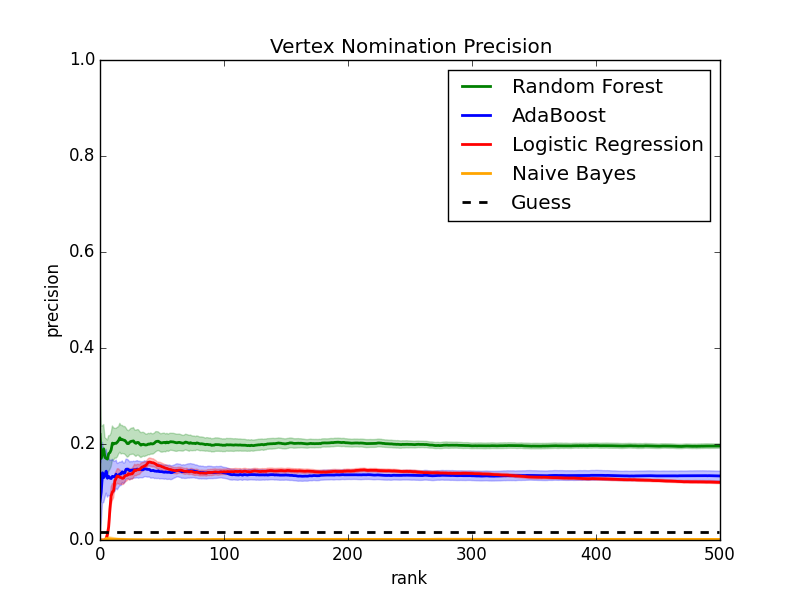 Vertex Nomination Precision
1.0
0.8
0.6
0.4
0.2
0.0
precision
Random Forest
AdaBoost
Logistic Regression
Naive Bayes
Guess
0 100 200 300 400 500
rank